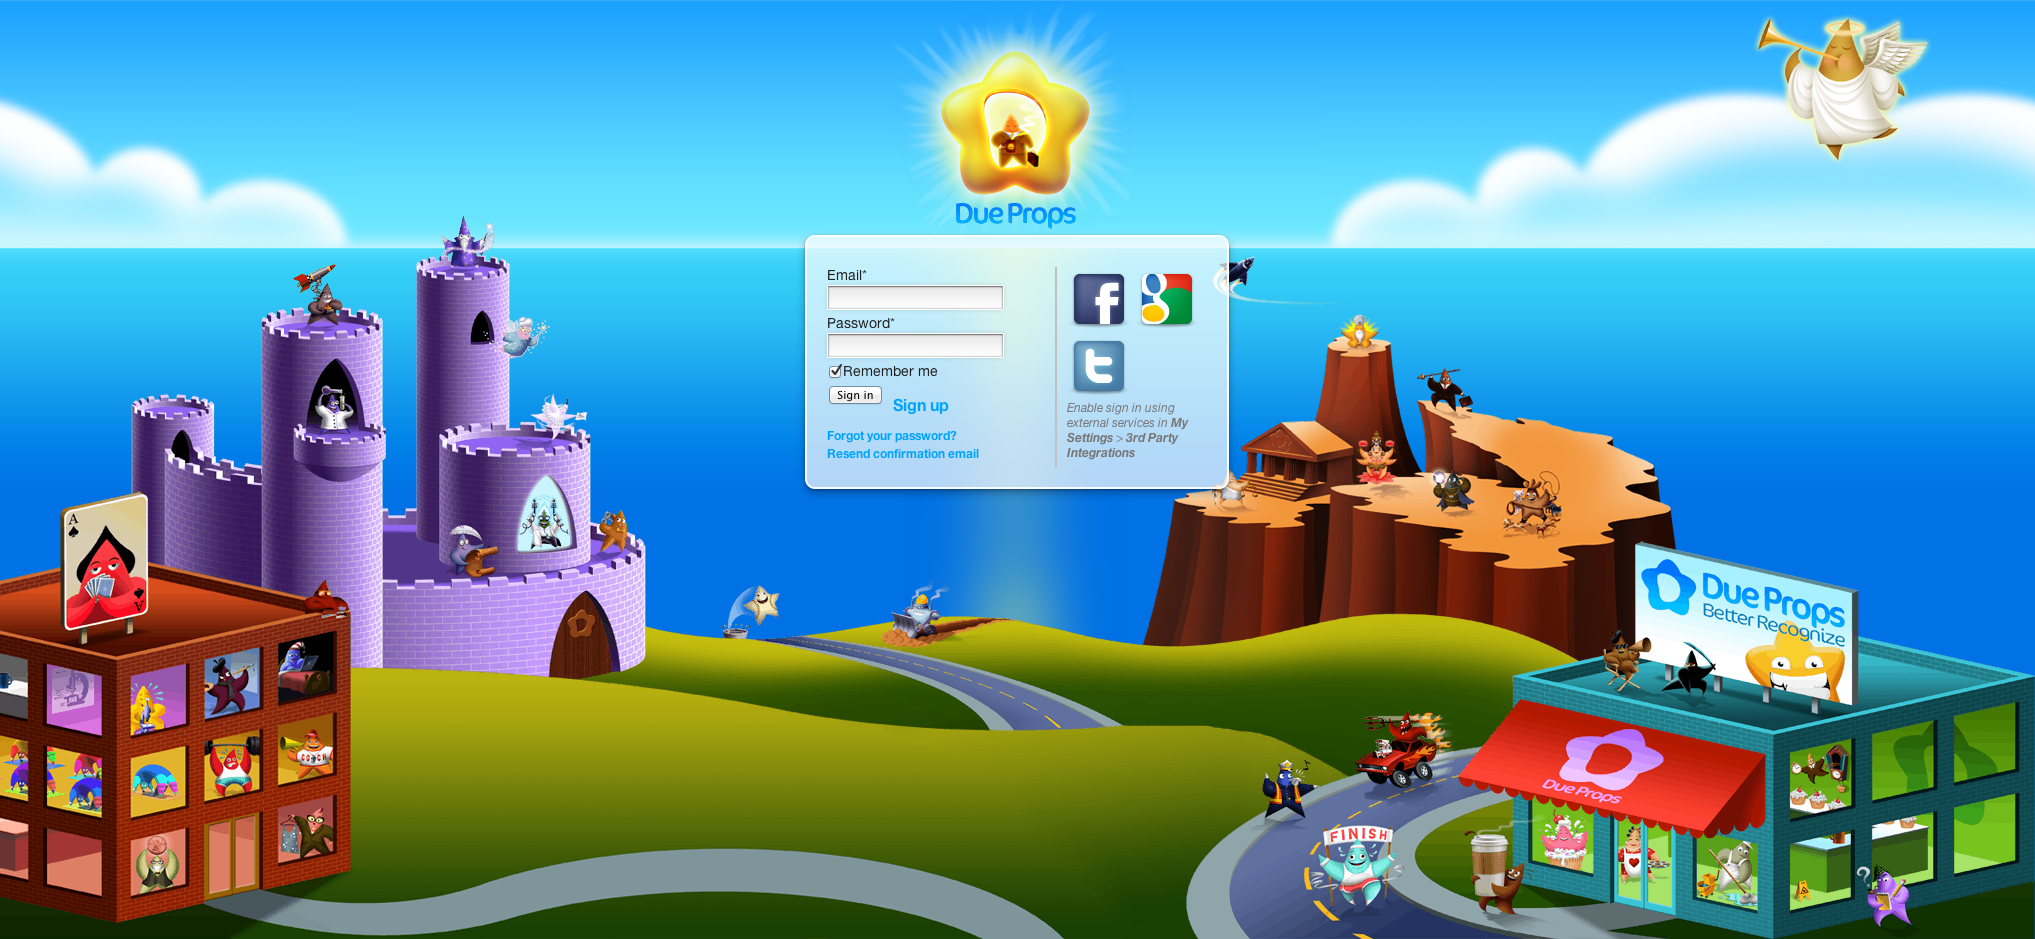 Due Props
Email*
Password*
Remember me
Sign in
Sign up
Forgot your password?
Resend confirmation email
f
g
t
Enable sign in using
external services in My
Settings > 3rd Party
Integrations
A
A
Due Props
Better Recognize
COACH
Due Props
FINISH
?